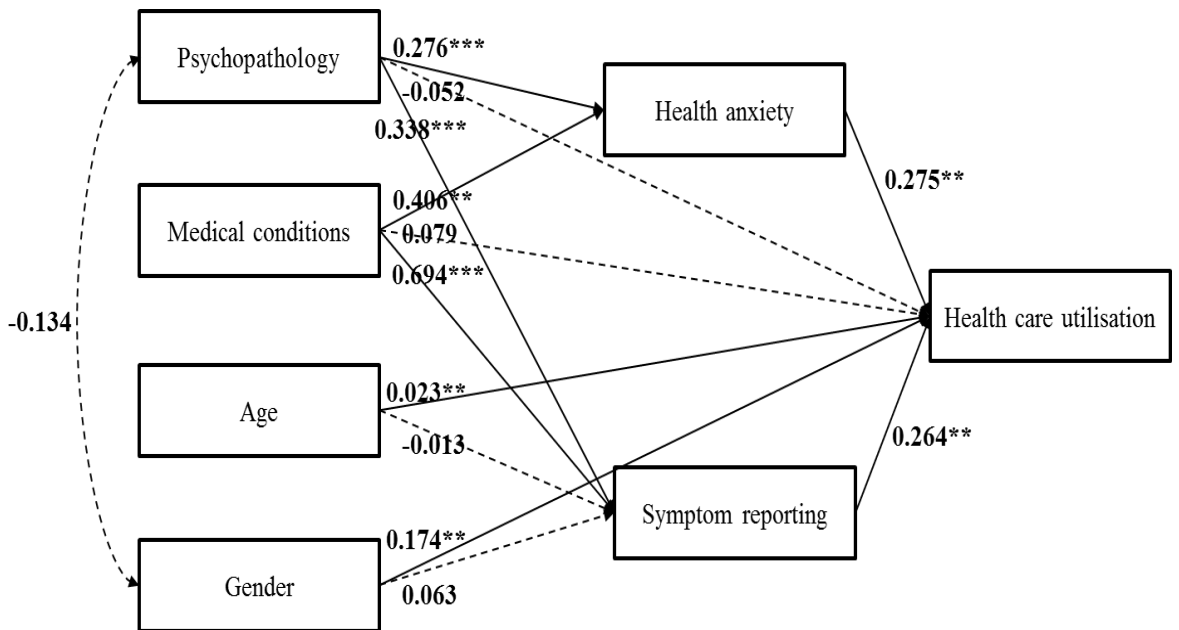 Psychopathology
0.276***
-0.052
0.338***
Health anxiety
0.275**
Medical conditions
0.406**
0.079
0.694***
Health care utilisation
-0.134
Age
0.023**
-0.013
0.264**
Symptom reporting
Gender
0.174**
0.063